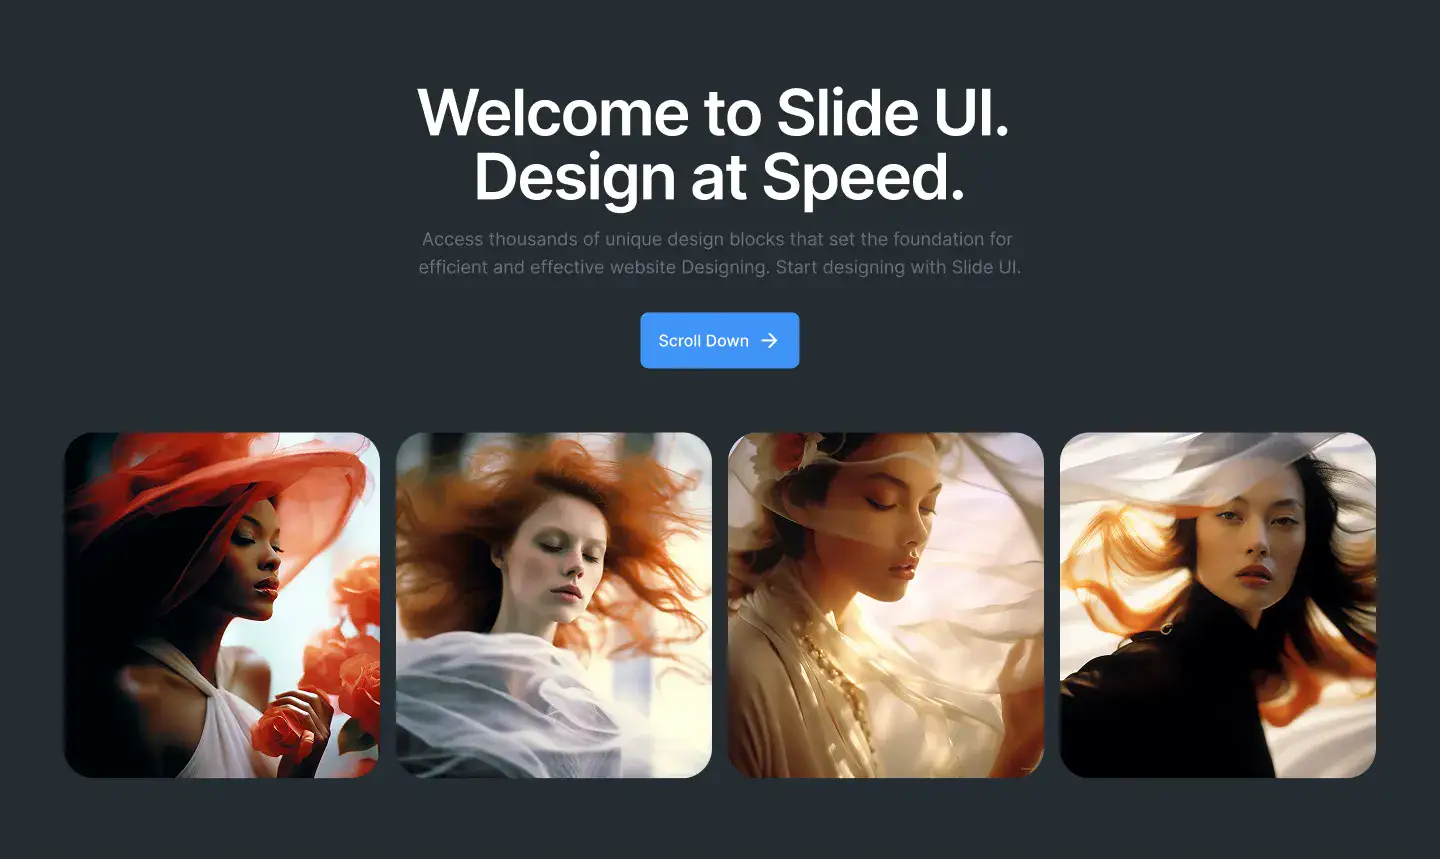 Welcome to Slide UI.
Design at Speed.
Access thousands of unique design blocks that set the foundation for
efficient and effective website Designing. Start designing with Slide UI.
Scroll Down